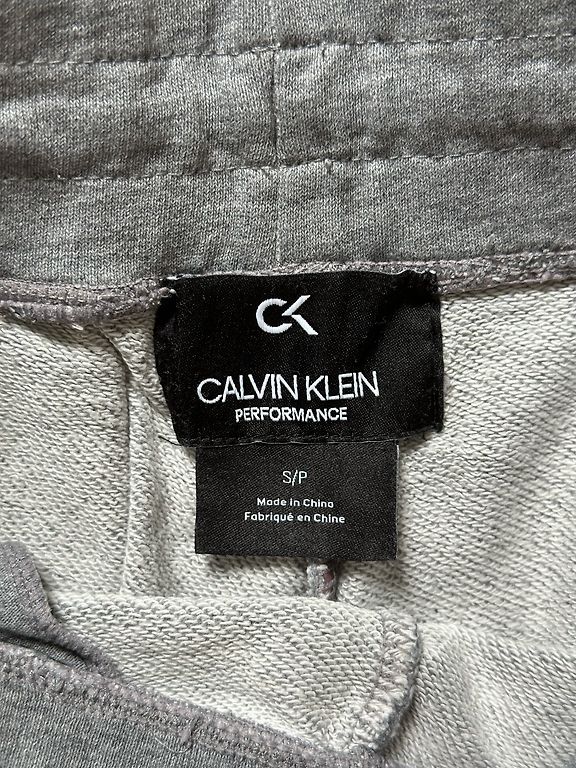 CK
CALVIN KLEIN
PERFORMANCE
S/P
Made in China
Fabriqué en Chine